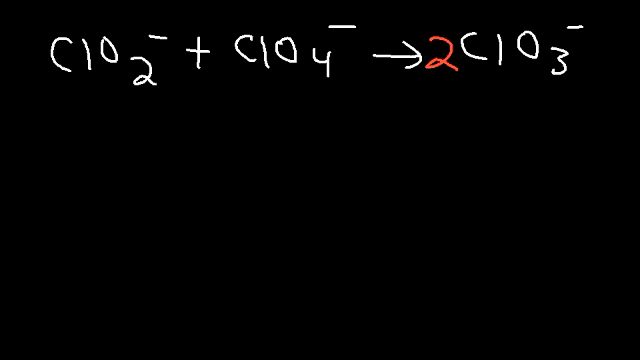 ClO₂⁻ + ClO₄⁻ → 2ClO₃⁻